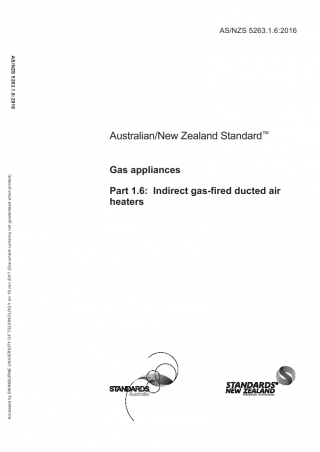 AS/NZS 5263.1.6:2016
AS/NZS 5263.1.6:2016
Australian/New Zealand Standard™
Gas appliances
Part 1.6: Indirect gas-fired ducted air
heaters
Accessed by SWINBURNE UNIVERSITY OF TECHNOLOGY on 19 Jun 2017 (Document currency not guaranteed when printed)
STANDARDS
Australia
STANDARDS
NEW ZEALAND